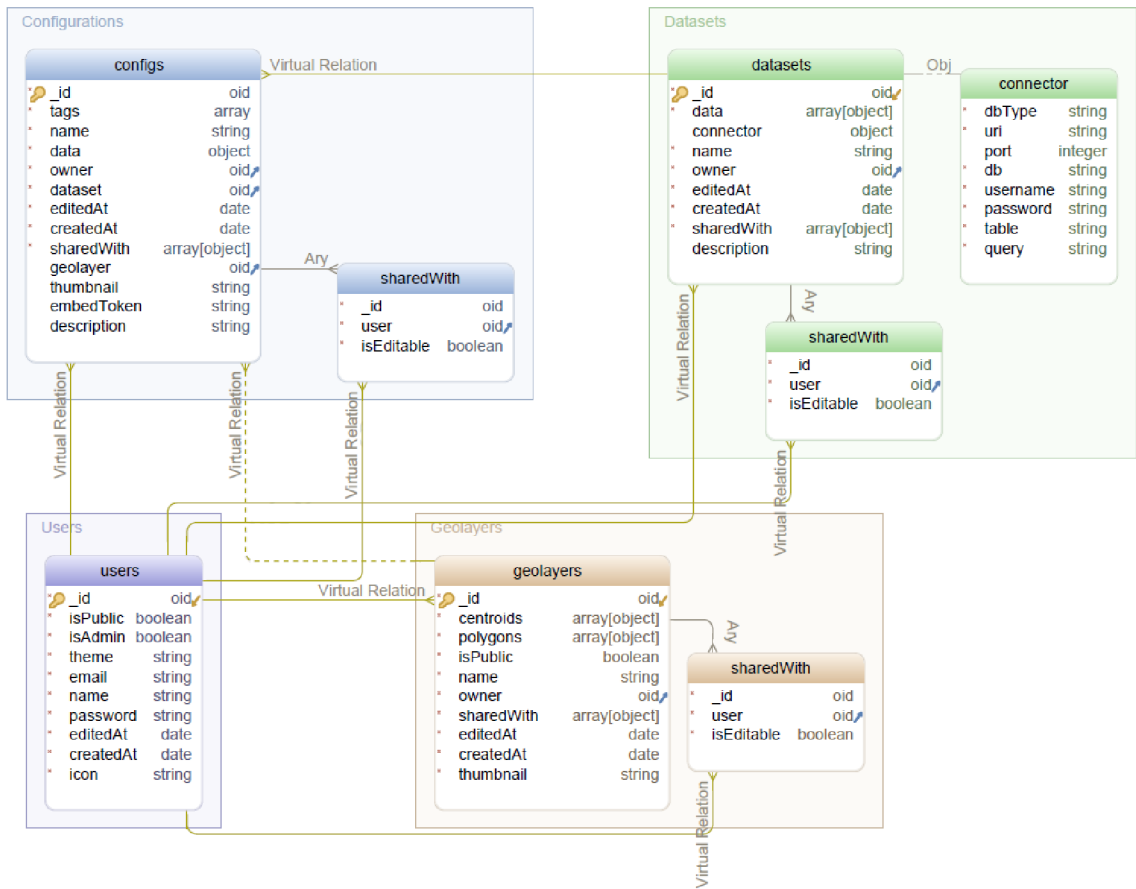 Configurations
configs
_id oid
* tags array
* name string
* data object
* owner oid
* dataset oid
* editedAt date
* createdAt date
* sharedWith array[object]
geolayer oid
thumbnail string
embedToken string
description string
Virtual Relation
Ary
sharedWith
* _id oid
* user oid
* isEditable boolean
Datasets
datasets
_id oid
* data array[object]
connector object
* name string
* owner oid
* editedAt date
* createdAt date
* sharedWith array[object]
description string
Obj
connector
* dbType string
* uri string
port integer
* db string
* username string
* password string
* table string
* query string
Ary
Virtual Relation
sharedWith
* _id oid
* user oid
* isEditable boolean
Virtual Relation
Virtual Relation
Virtual Relation
Virtual Relation
Users
users
* _id oid
* isPublic boolean
* isAdmin boolean
* theme string
* email string
* name string
* password string
* editedAt date
* createdAt date
* icon string
Virtual Relation
Geolayers
geolayers
* _id oid
* centroids array[object]
* polygons array[object]
* isPublic boolean
* name string
* owner oid
* sharedWith array[object]
* editedAt date
* createdAt date
* thumbnail string
Ary
sharedWith
* _id oid
* user oid
* isEditable boolean
Virtual Relation